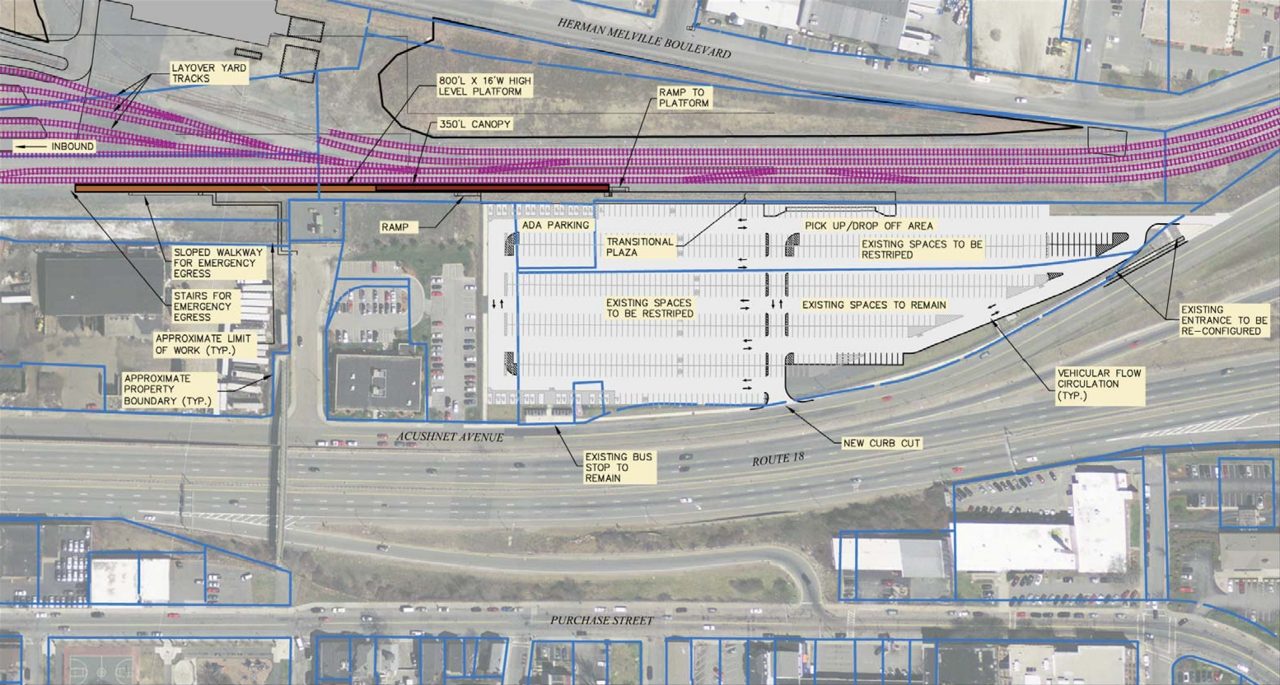 HERMAN MELVILLE BOULEVARD
LAYOVER YARD
TRACKS
800'L X 16'W HIGH
LEVEL PLATFORM
RAMP TO
PLATFORM
350'L CANOPY
INBOUND
RAMP
ADA PARKING
PICK UP/DROP OFF AREA
TRANSITIONAL
PLAZA
EXISTING SPACES TO BE
RESTRIPED
SLOPED WALKWAY
FOR EMERGENCY
EGRESS
STAIRS FOR
EMERGENCY
EGRESS
EXISTING SPACES
TO BE RESTRIPED
EXISTING SPACES TO REMAIN
EXISTING
ENTRANCE TO BE
RE-CONFIGURED
APPROXIMATE LIMIT
OF WORK (TYP.)
APPROXIMATE
PROPERTY
BOUNDARY (TYP.)
VEHICULAR FLOW
CIRCULATION
(TYP.)
ACUSHNET AVENUE
NEW CURB CUT
EXISTING BUS
STOP TO
REMAIN
ROUTE 18
PURCHASE STREET